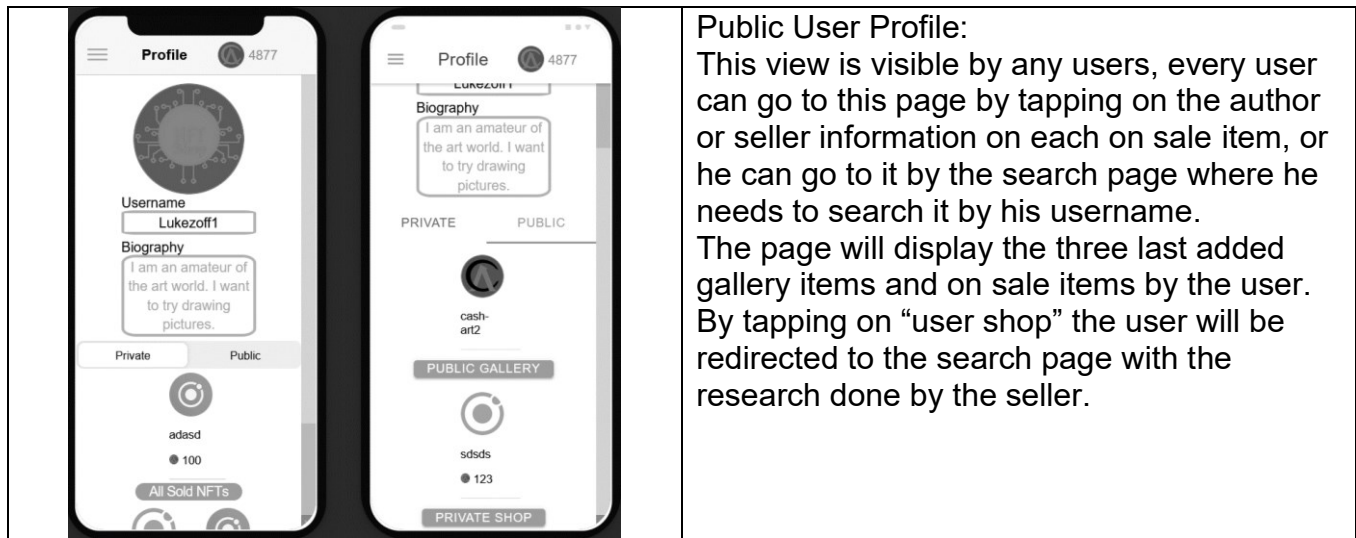 Profile
4877
Username
Lukezoff1
Biography
I am an amateur of
the art world. I want
to try drawing
pictures.
Private Public
adasd
100
All Sold NFTs
Profile
4877
Biography
I am an amateur of
the art world. I want
to try drawing
pictures.
PRIVATE PUBLIC
cash-
art2
PUBLIC GALLERY
sdsds
123
PRIVATE SHOP
Public User Profile:
This view is visible by any users, every user
can go to this page by tapping on the author
or seller information on each on sale item, or
he can go to it by the search page where he
needs to search it by his username.
The page will display the three last added
gallery items and on sale items by the user.
By tapping on “user shop” the user will be
redirected to the search page with the
research done by the seller.